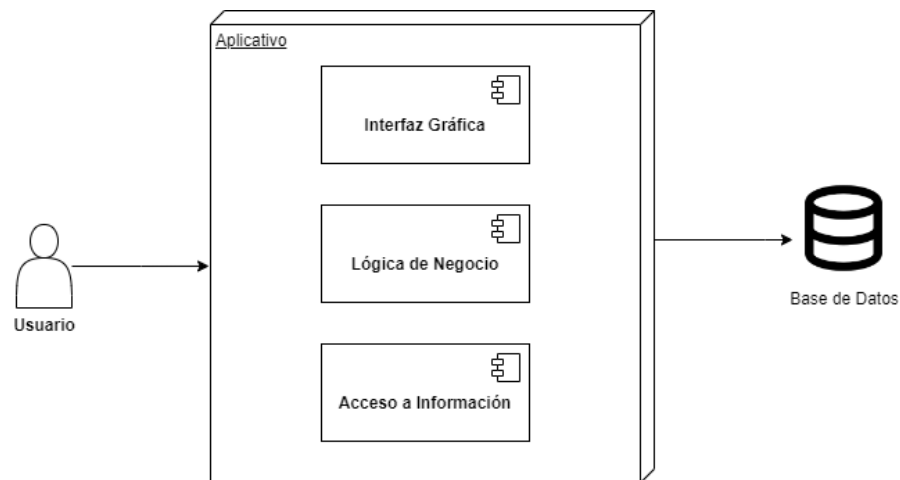 Aplicativo
Interfaz Gráfica
Lógica de Negocio
Acceso a Información
Usuario
Base de Datos